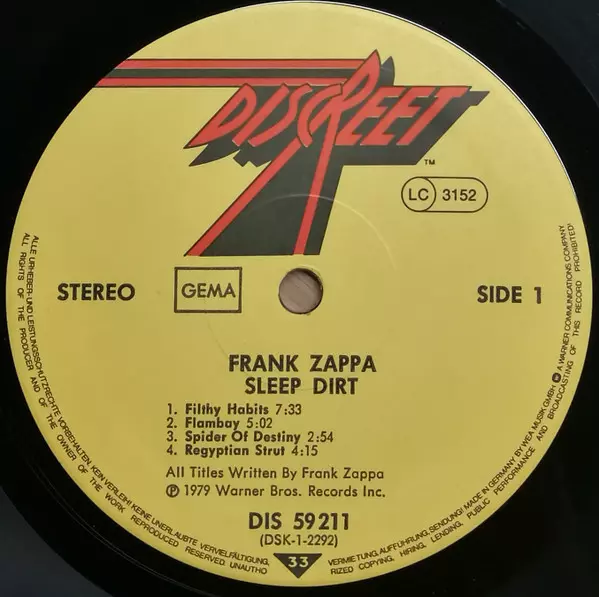 DISCREET
TM
LC 3152
STEREO
GEMA
SIDE 1
FRANK ZAPPA
SLEEP DIRT
1. Filthy Habits 7:33
2. Flambay 5:02
3. Spider Of Destiny 2:54
4. Regyptian Strut 4:15
All Titles Written By Frank Zappa
℗ 1979 Warner Bros. Records Inc.
DIS 59211
(DSK-1-2292)
33
ALLE URHEBER- UND LEISTUNGSSCHUTZRECHTE VORBEHALTEN. KEIN VERLEIH! KEINE UNERLAUBTE VERVIELFÄLTIGUNG, VERMIETUNG, AUFFÜHRUNG, SENDUNG! MADE IN GERMANY BY WEA MUSIK GMBH A WARNER COMMUNICATIONS COMPANY
ALL RIGHTS OF THE PRODUCER AND OF THE OWNER OF THE WORK REPRODUCED RESERVED. UNAUTHORIZED COPYING, HIRING, LENDING, PUBLIC PERFORMANCE AND BROADCASTING OF THIS RECORD PROHIBITED!